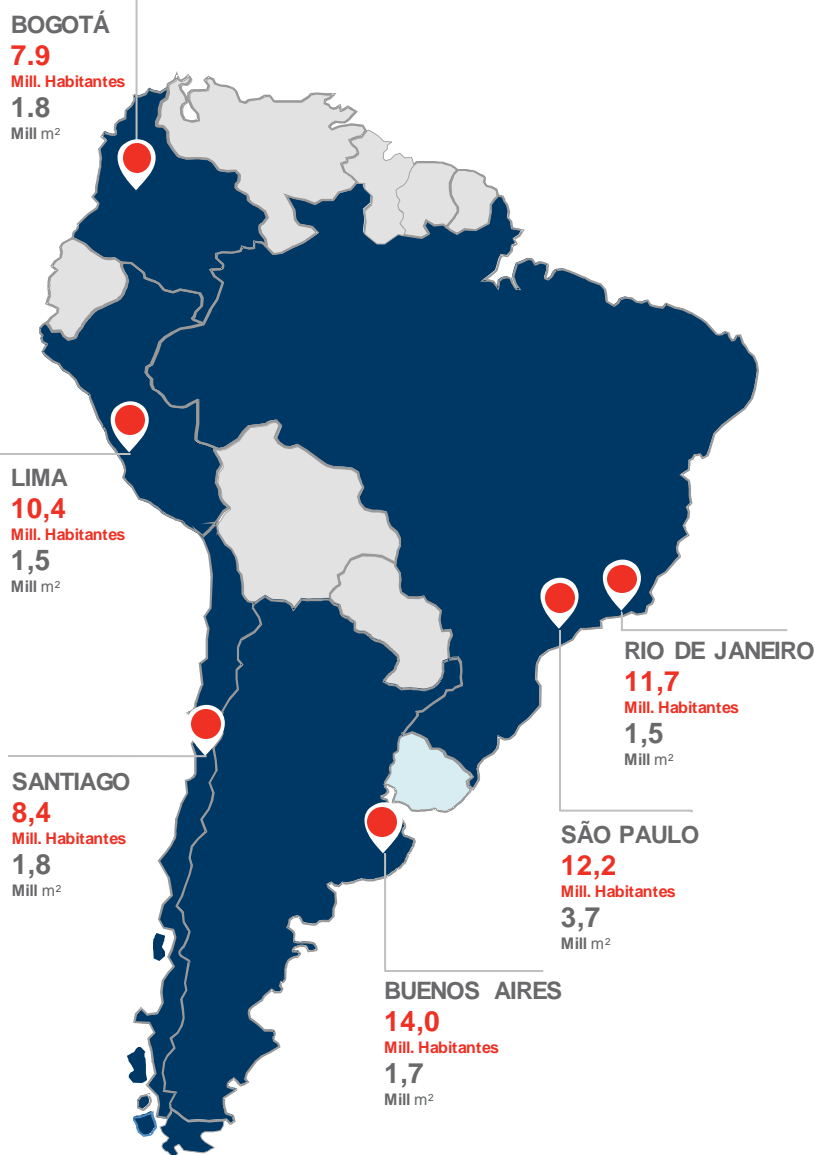 BOGOTÁ
7.9
Mill. Habitantes
1.8
Mill m²
LIMA
10,4
Mill. Habitantes
1,5
Mill m²
RIO DE JANEIRO
11,7
Mill. Habitantes
1,5
Mill m²
SANTIAGO
8,4
Mill. Habitantes
1,8
Mill m²
SÃO PAULO
12,2
Mill. Habitantes
3,7
Mill m²
BUENOS AIRES
14,0
Mill. Habitantes
1,7
Mill m²